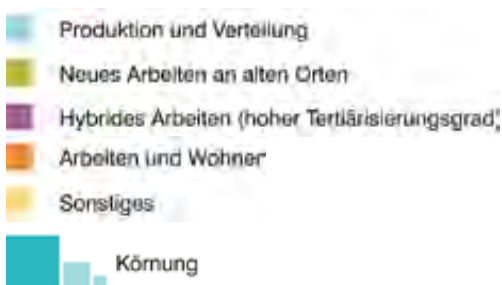 Produktion und Verteilung
Neues Arbeiten an alten Orten
Hybrides Arbeiten (hoher Tertiärisierungsgrad)
Arbeiten und Wohnen
Sonstiges
Körnung